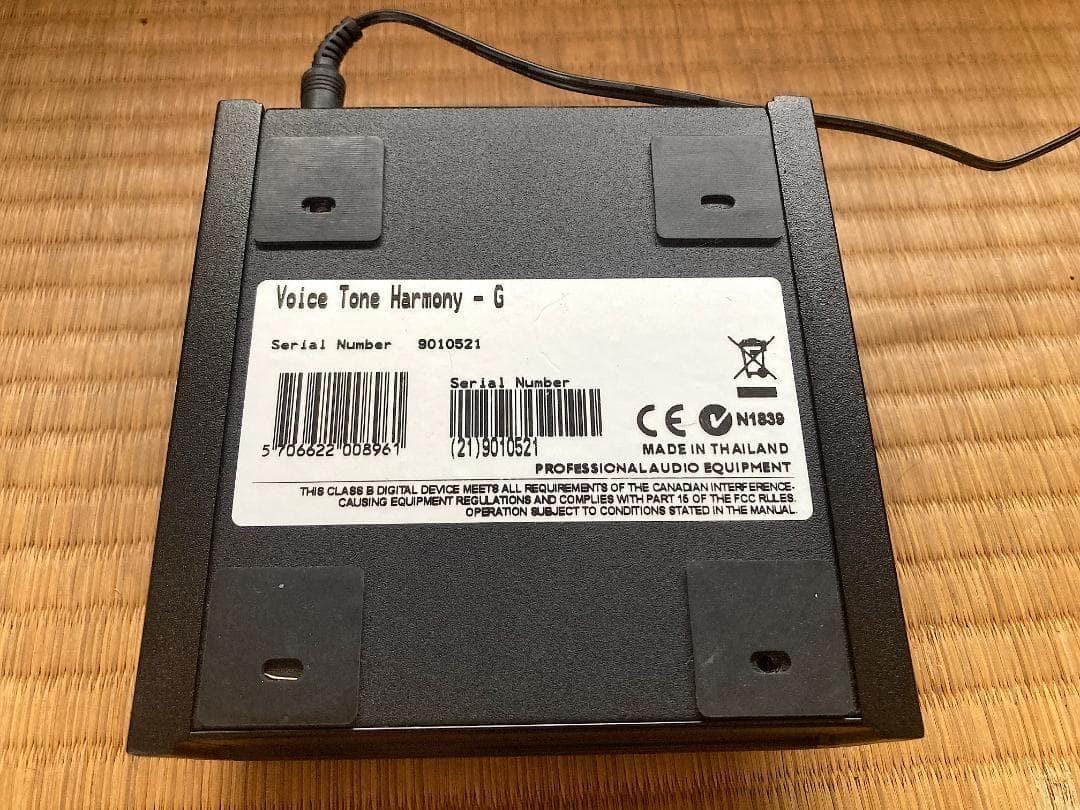 Voice Tone Harmony - G
Serial Number 9010521
Serial Number
5 706622 008961
(21)9010521
CE N1839
MADE IN THAILAND
PROFESSIONAL AUDIO EQUIPMENT
THIS CLASS B DIGITAL DEVICE MEETS ALL REQUIREMENTS OF THE CANADIAN INTERFERENCE-
CAUSING EQUIPMENT REGULATIONS AND COMPLIES WITH PART 15 OF THE FCC RULES.
OPERATION SUBJECT TO CONDITIONS STATED IN THE MANUAL.